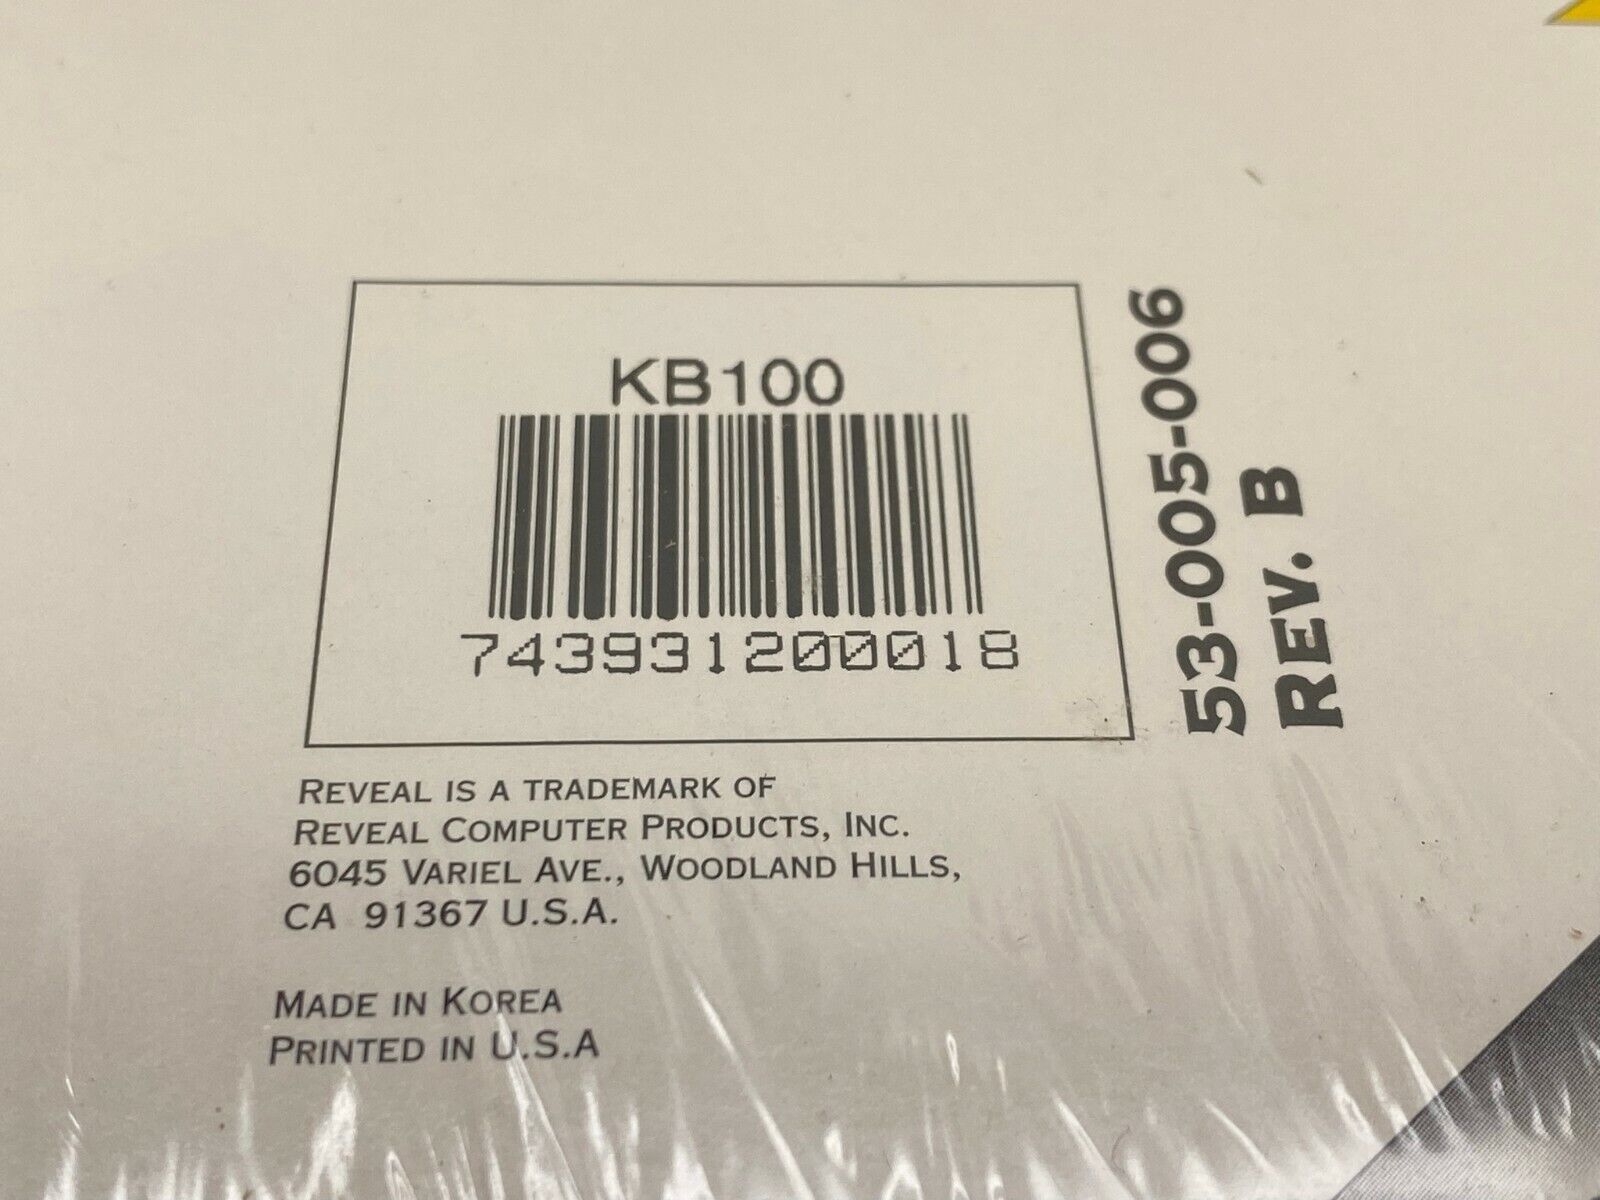 KB100
743931200018
53-005-006
REV. B
REVEAL IS A TRADEMARK OF
REVEAL COMPUTER PRODUCTS, INC.
6045 VARIEL AVE., WOODLAND HILLS,
CA 91367 U.S.A.
MADE IN KOREA
PRINTED IN U.S.A